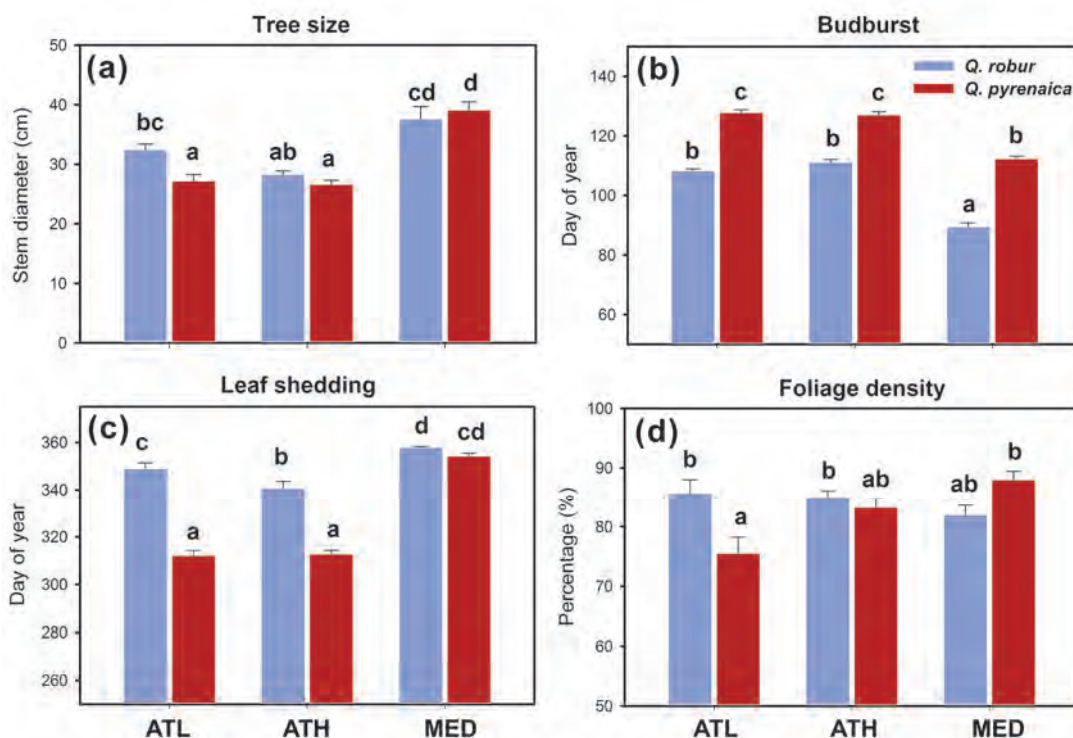 Tree size
(a)
Stem diameter (cm)
50
40
30
20
10
0
bc
a
ab
a
cd
d
Budburst
(b)
Q. robur
Q. pyrenaica
Day of year
140
120
100
80
60
b
c
b
c
a
b
Leaf shedding
(c)
Day of year
360
340
320
300
280
260
c
a
b
a
d
cd
ATL
ATH
MED
Foliage density
(d)
Percentage (%)
100
90
80
70
60
50
b
a
b
ab
ab
b
ATL
ATH
MED